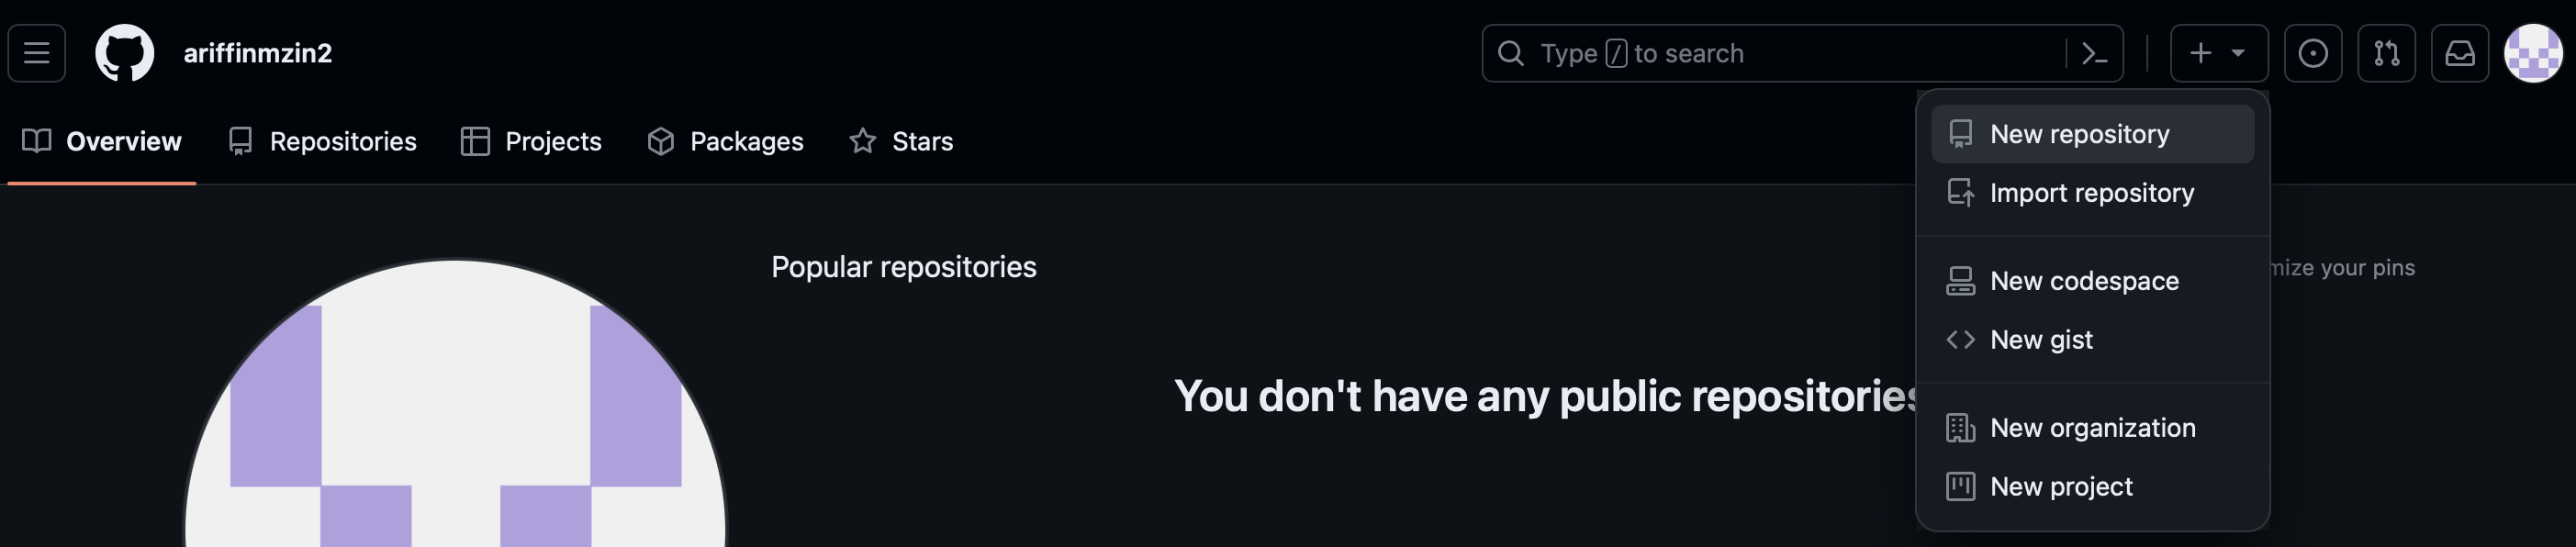 ariffinmzin2
Type / to search
Overview
Repositories
Projects
Packages
Stars
New repository
Import repository
New codespace
New gist
New organization
New project
Popular repositories
your pins
You don't have any public repositories